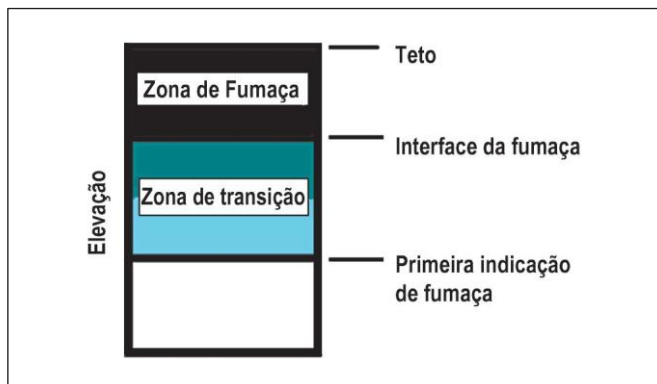 Teto
Zona de Fumaça
Interface da fumaça
Elevação
Zona de transição
Primeira indicação
de fumaça